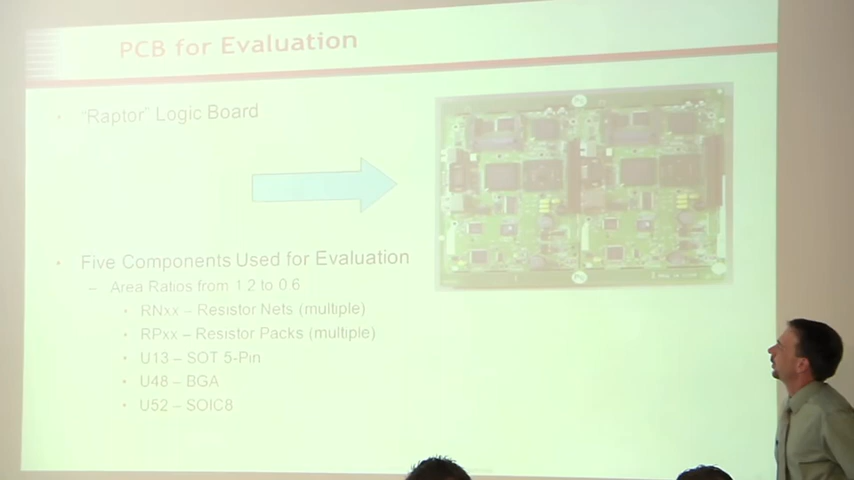 PCB for Evaluation
• "Raptor" Logic Board
• Five Components Used for Evaluation
– Area Ratios from 1.2 to 0.6
• RNxx – Resistor Nets (multiple)
• RPxx – Resistor Packs (multiple)
• U13 – SOT 5-Pin
• U48 – BGA
• U52 – SOIC8